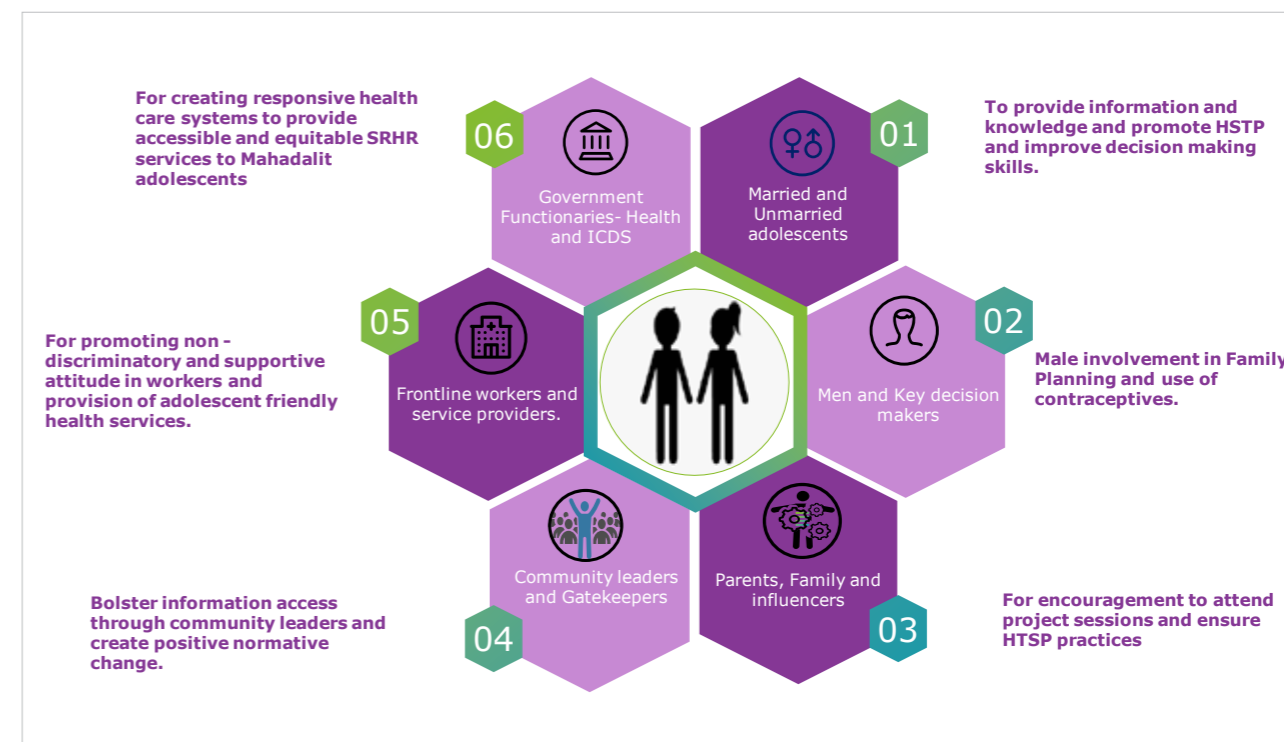 For creating responsive health
care systems to provide
accessible and equitable SRHR
services to Mahadalit
adolescents
06
Government
Functionaries- Health
and ICDS
01
Married and
Unmarried
adolescents
To provide information and
knowledge and promote HSTP
and improve decision making
skills.
05
For promoting non -
discriminatory and supportive
attitude in workers and
provision of adolescent friendly
health services.
Frontline workers and
service providers.
02
Men and Key decision
makers
Male involvement in Family
Planning and use of
contraceptives.
Community leaders
and Gatekeepers
04
Bolster information access
through community leaders and
create positive normative
change.
Parents, Family and
influencers
03
For encouragement to attend
project sessions and ensure
HTSP practices